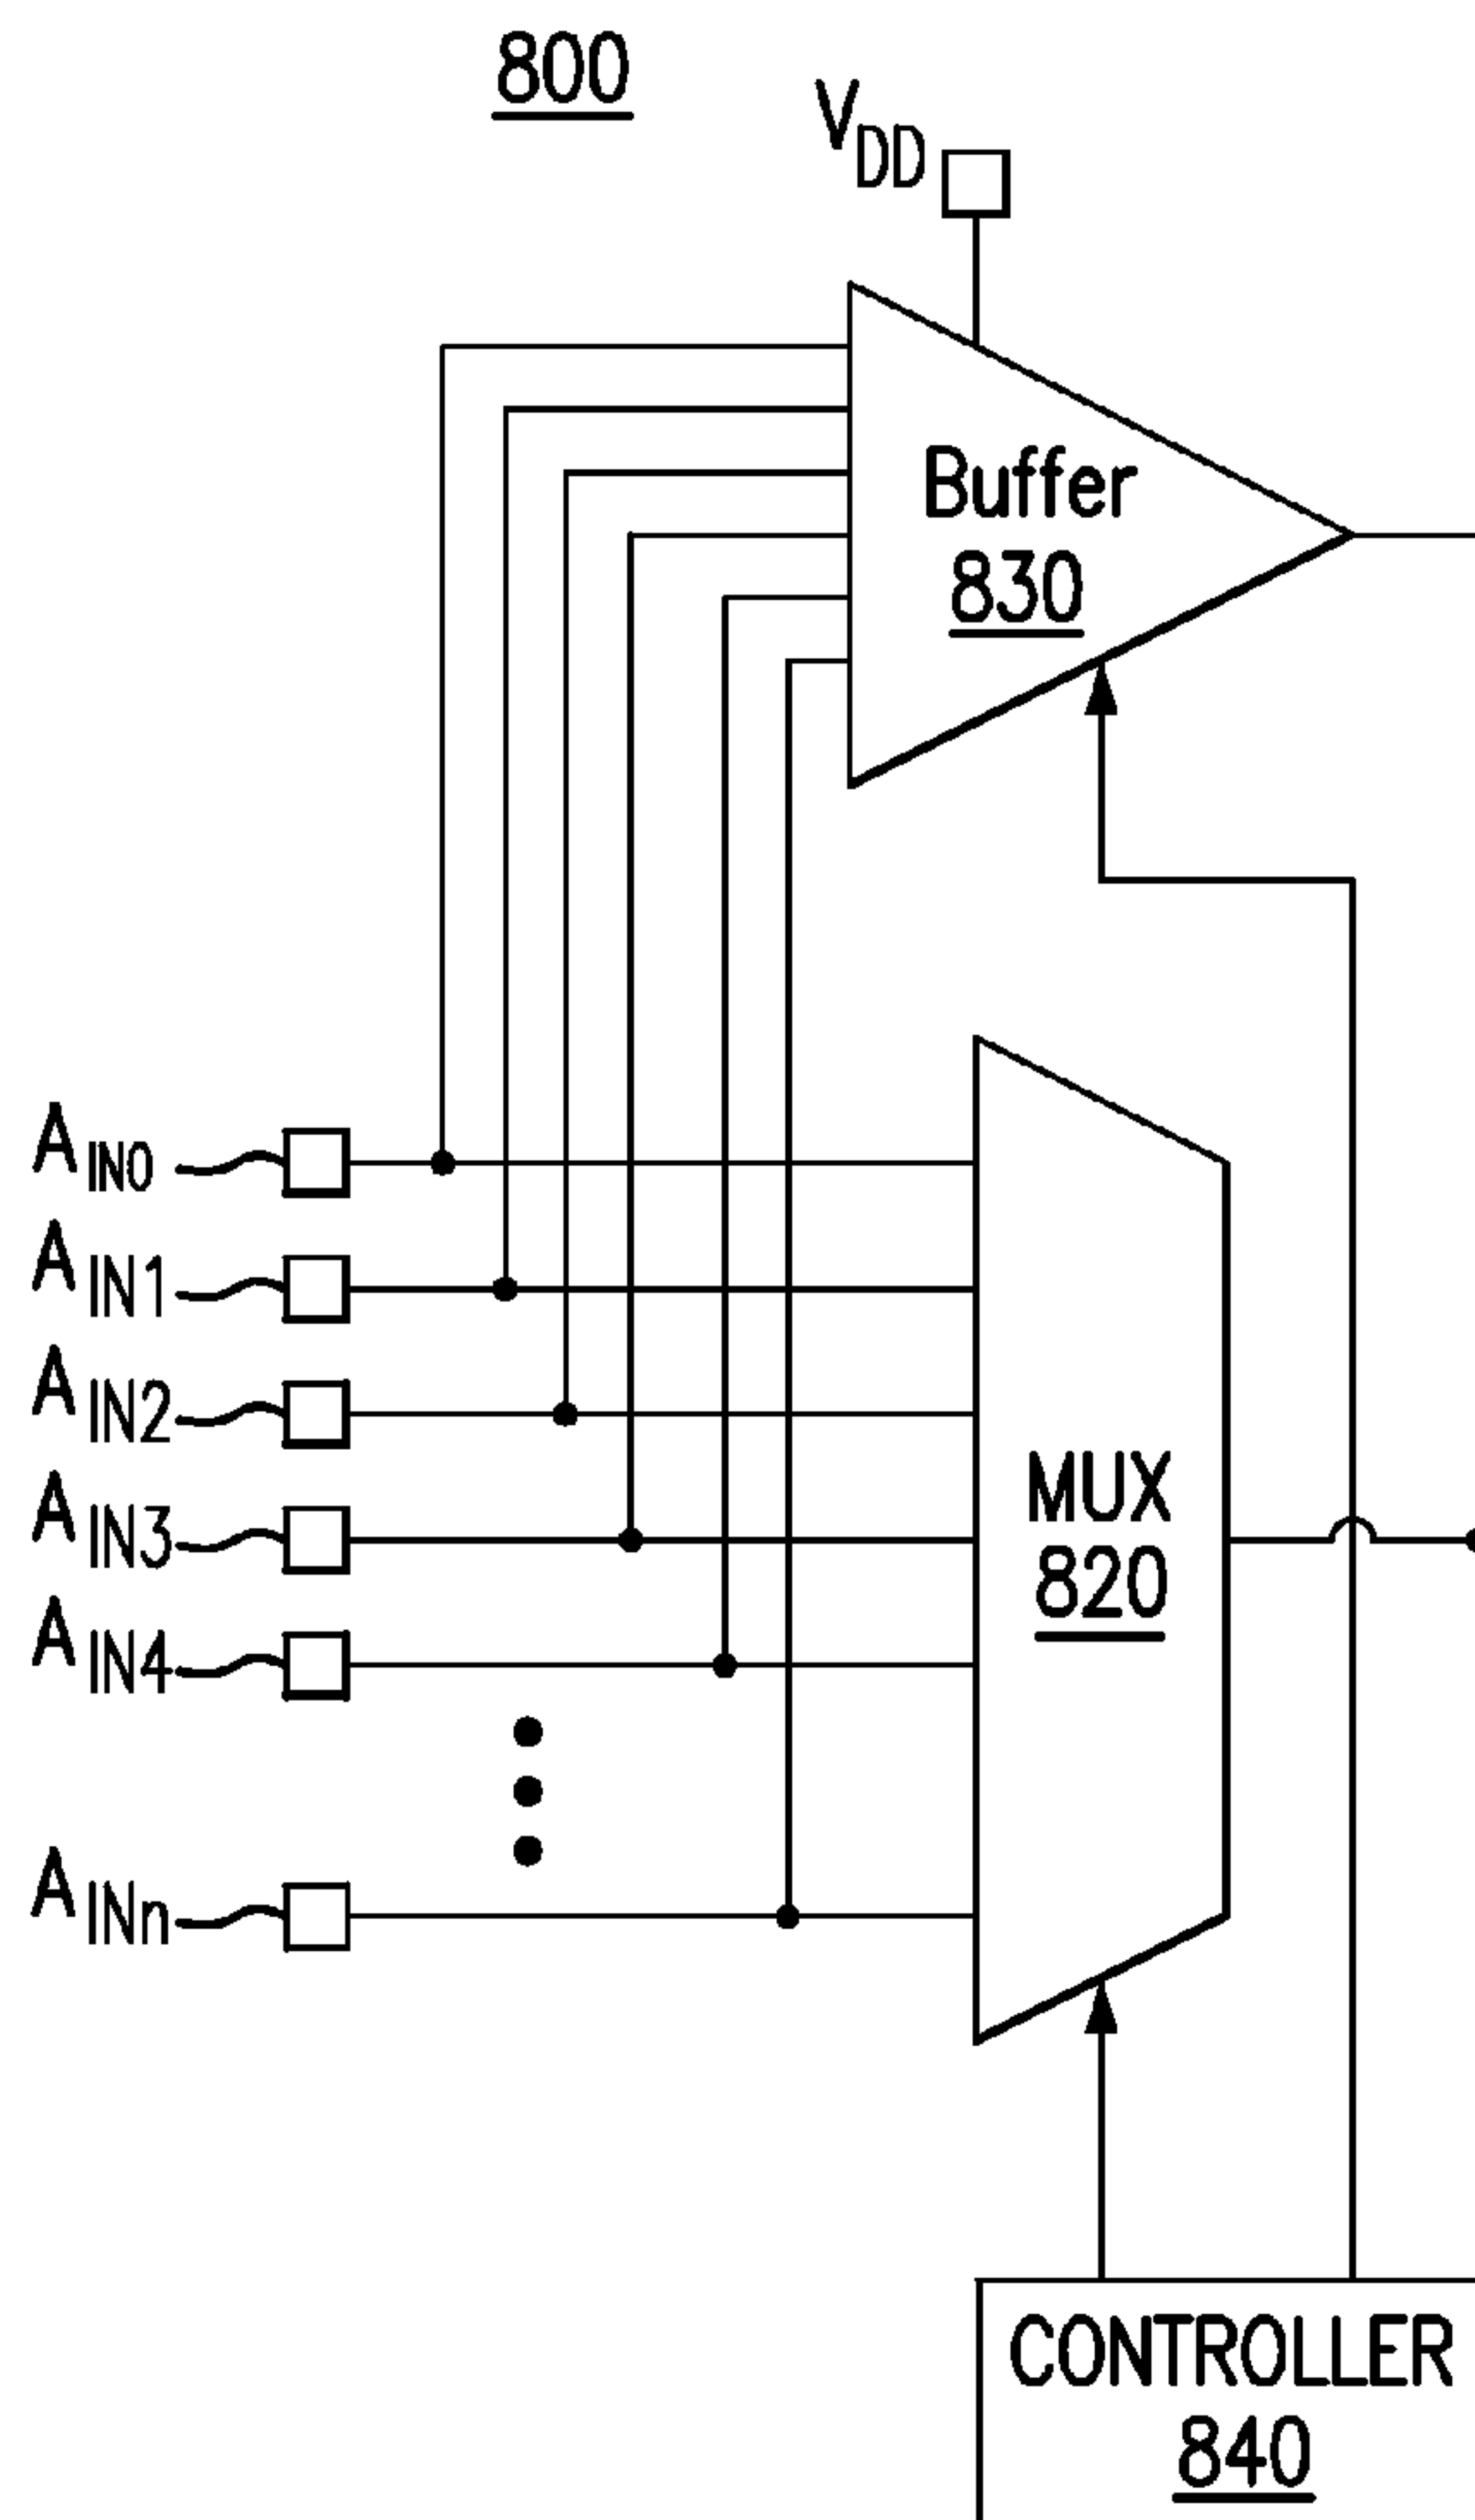 800
VDD
Buffer
830
AIN0
AIN1
AIN2
AIN3
AIN4
AINn
MUX
820
CONTROLLER
840